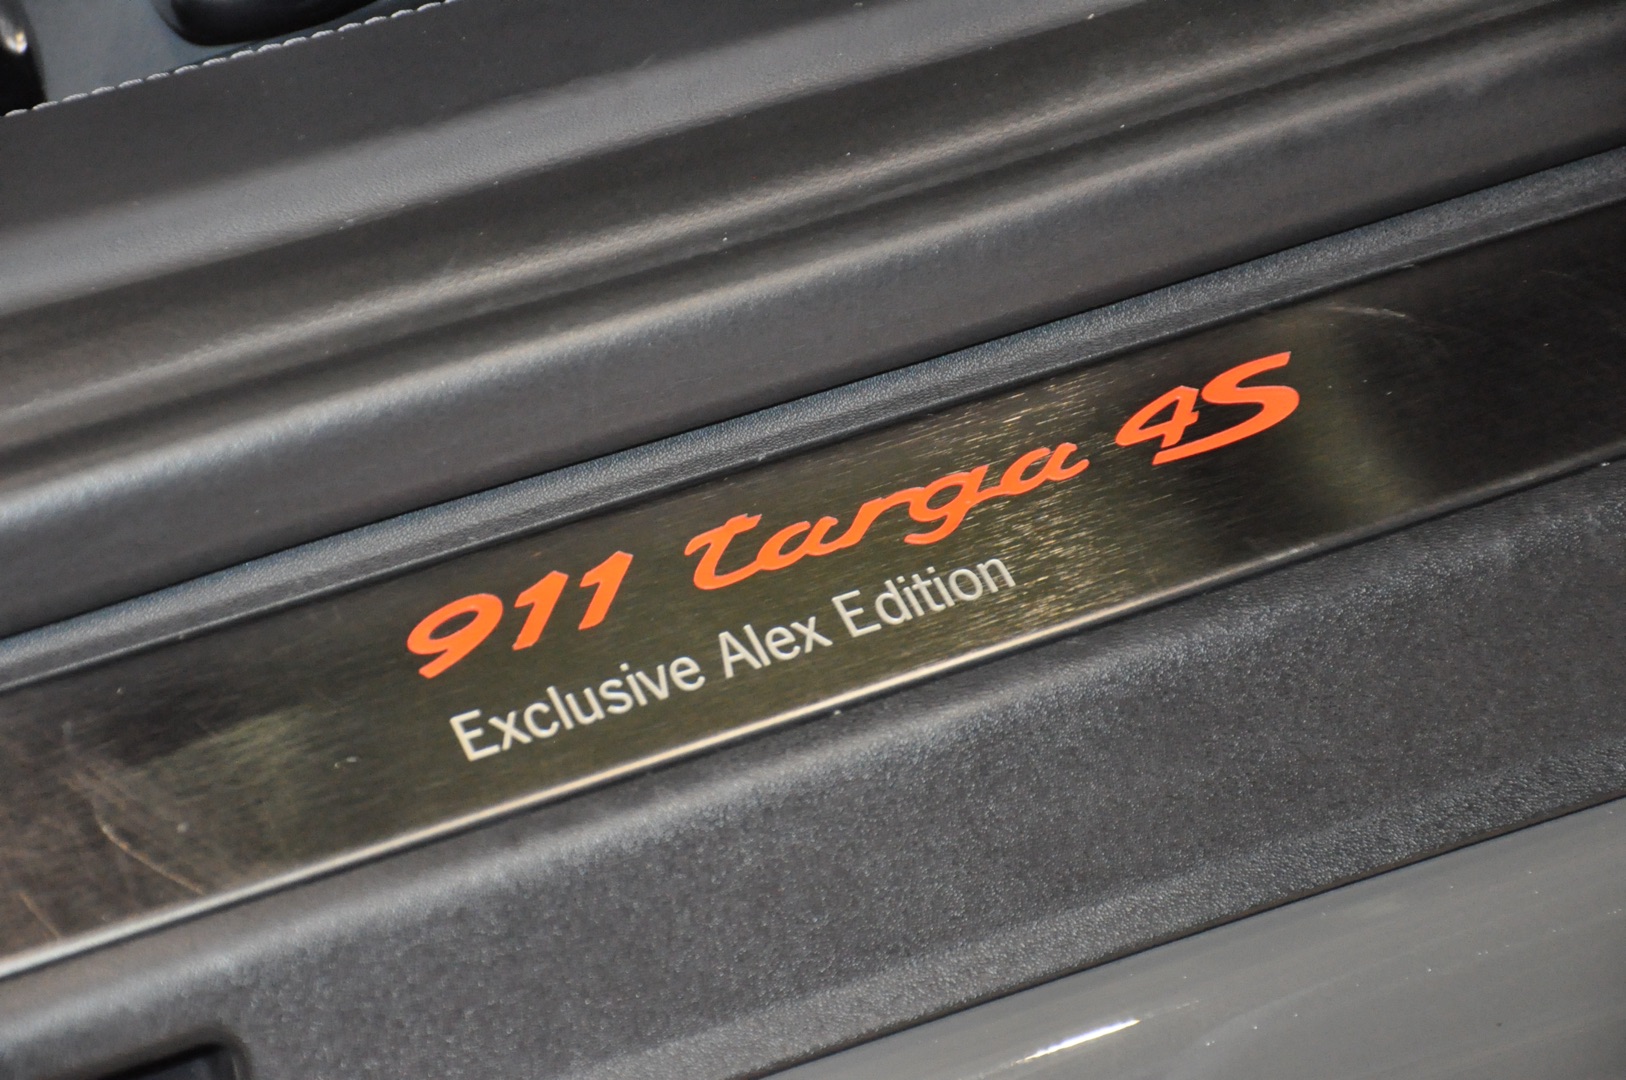 911 targa 4S
Exclusive Alex Edition